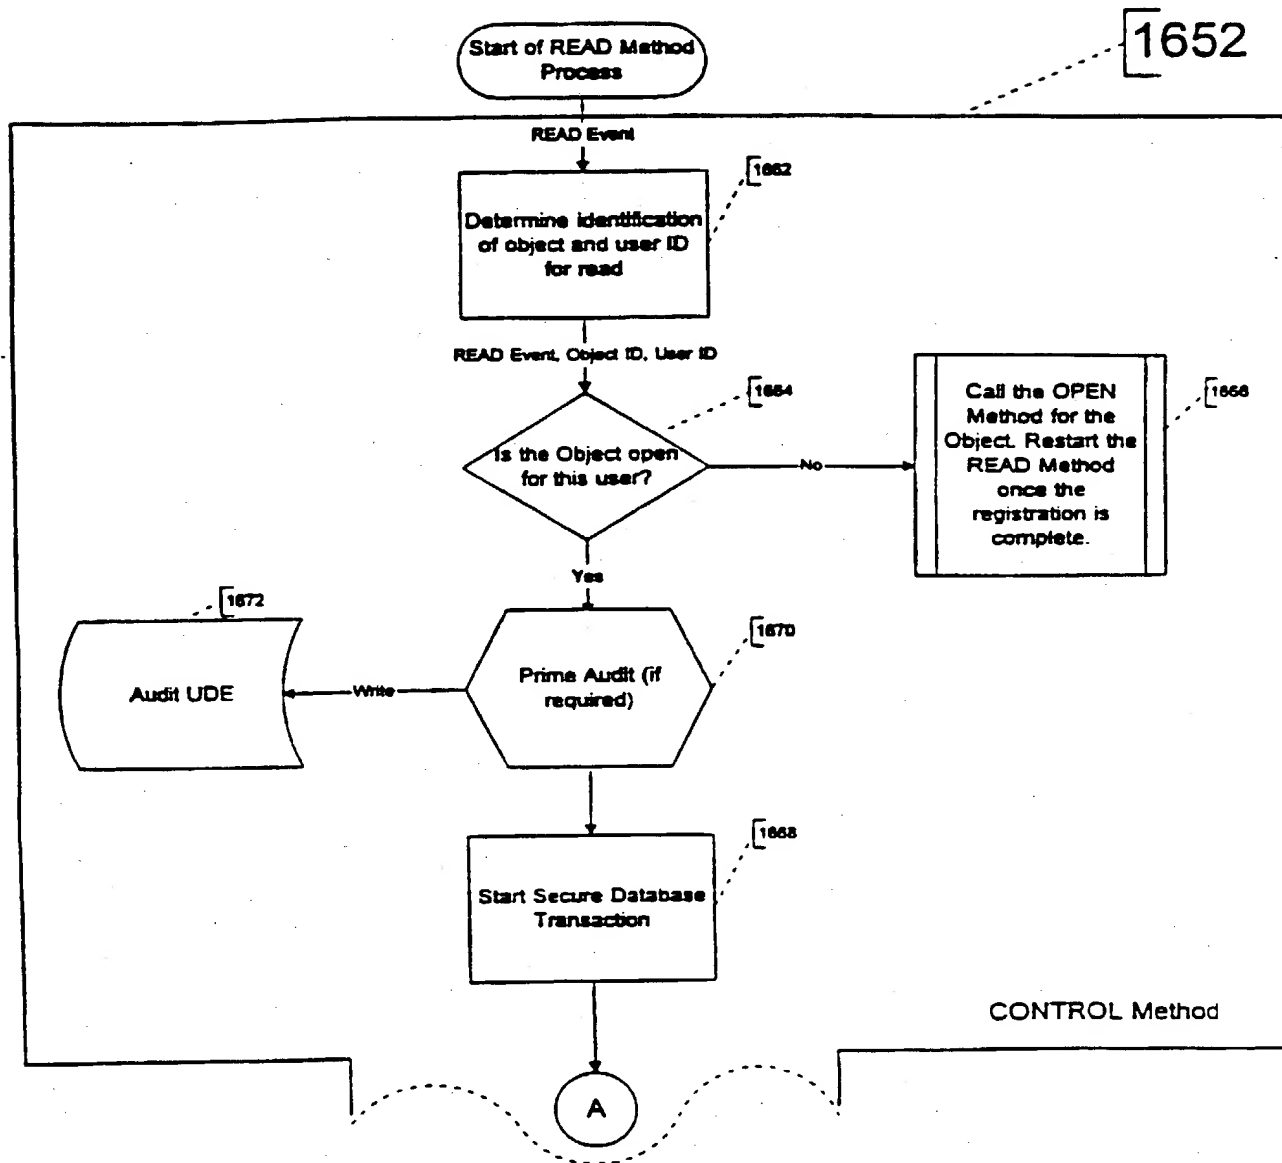 Start of READ Method
Process
1652
READ Event
1662
Determine identification
of object and user ID
for read
READ Event, Object ID, User ID
1664
Is the Object open
for this user?
No
Call the OPEN
Method for the
Object. Restart the
READ Method
once the
registration is
complete.
1666
Yes
1672
Audit UDE
Write
Prime Audit (if
required)
1670
1668
Start Secure Database
Transaction
CONTROL Method
A